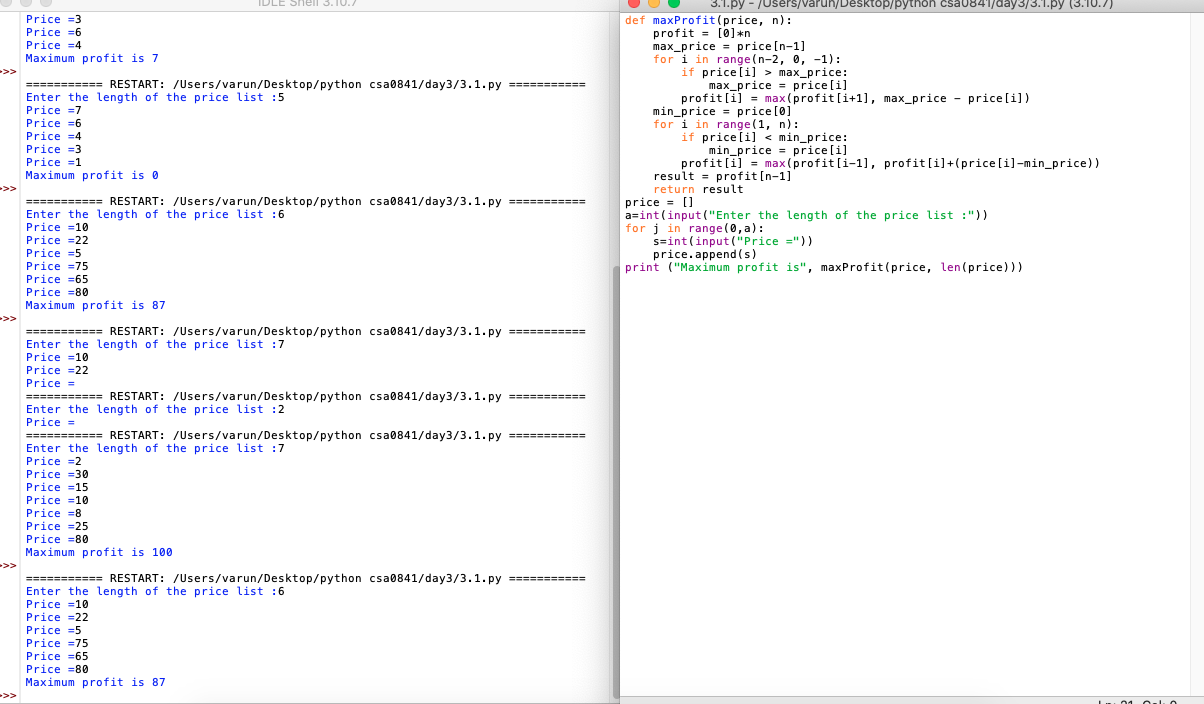 IDLE Shell 3.10.7
Price =3
Price =6
Price =4
Maximum profit is 7
>>>
=========== RESTART: /Users/varun/Desktop/python csa0841/day3/3.1.py ===========
Enter the length of the price list :5
Price =7
Price =6
Price =4
Price =3
Price =1
Maximum profit is 0
>>>
=========== RESTART: /Users/varun/Desktop/python csa0841/day3/3.1.py ===========
Enter the length of the price list :6
Price =10
Price =22
Price =5
Price =75
Price =65
Price =80
Maximum profit is 87
>>>
=========== RESTART: /Users/varun/Desktop/python csa0841/day3/3.1.py ===========
Enter the length of the price list :7
Price =10
Price =22
Price =
=========== RESTART: /Users/varun/Desktop/python csa0841/day3/3.1.py ===========
Enter the length of the price list :2
Price =
=========== RESTART: /Users/varun/Desktop/python csa0841/day3/3.1.py ===========
Enter the length of the price list :7
Price =2
Price =30
Price =15
Price =10
Price =8
Price =25
Price =80
Maximum profit is 100
>>>
=========== RESTART: /Users/varun/Desktop/python csa0841/day3/3.1.py ===========
Enter the length of the price list :6
Price =10
Price =22
Price =5
Price =75
Price =65
Price =80
Maximum profit is 87
>>>
3.1.py - /Users/varun/Desktop/python csa0841/day3/3.1.py (3.10.7)
def maxProfit(price, n):
    profit = [0]*n
    max_price = price[n-1]
    for i in range(n-2, 0, -1):
        if price[i] > max_price:
            max_price = price[i]
        profit[i] = max(profit[i+1], max_price - price[i])
    min_price = price[0]
    for i in range(1, n):
        if price[i] < min_price:
            min_price = price[i]
        profit[i] = max(profit[i-1], profit[i]+(price[i]-min_price))
    result = profit[n-1]
    return result
price = []
a=int(input("Enter the length of the price list :"))
for j in range(0,a):
    s=int(input("Price ="))
    price.append(s)
print ("Maximum profit is", maxProfit(price, len(price)))